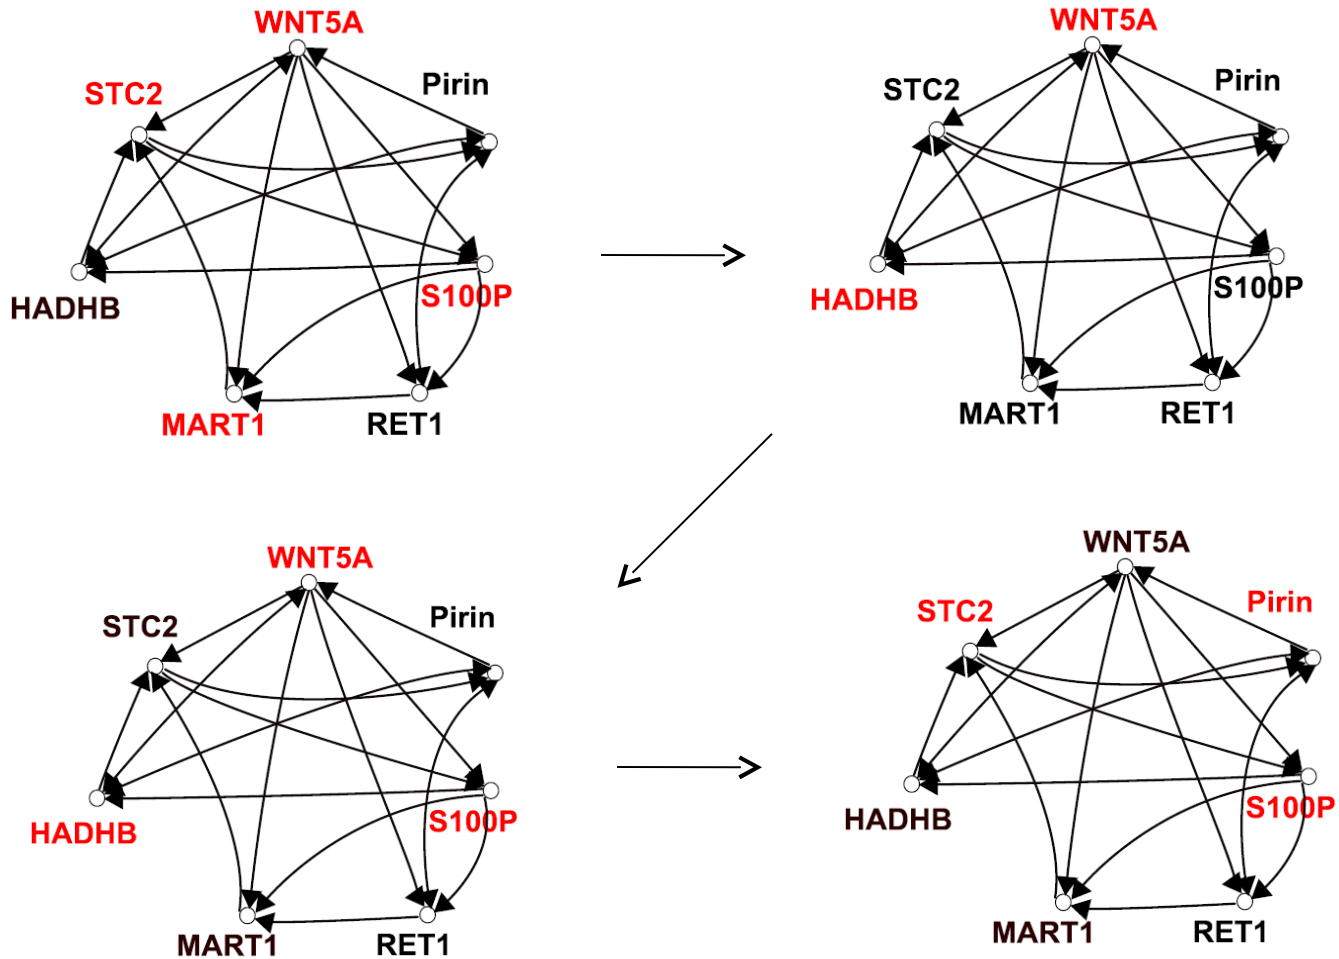 WNT5A
STC2
Pirin
HADHB
S100P
MART1
RET1
WNT5A
STC2
Pirin
HADHB
S100P
MART1
RET1
WNT5A
STC2
Pirin
HADHB
S100P
MART1
RET1
WNT5A
STC2
Pirin
HADHB
S100P
MART1
RET1